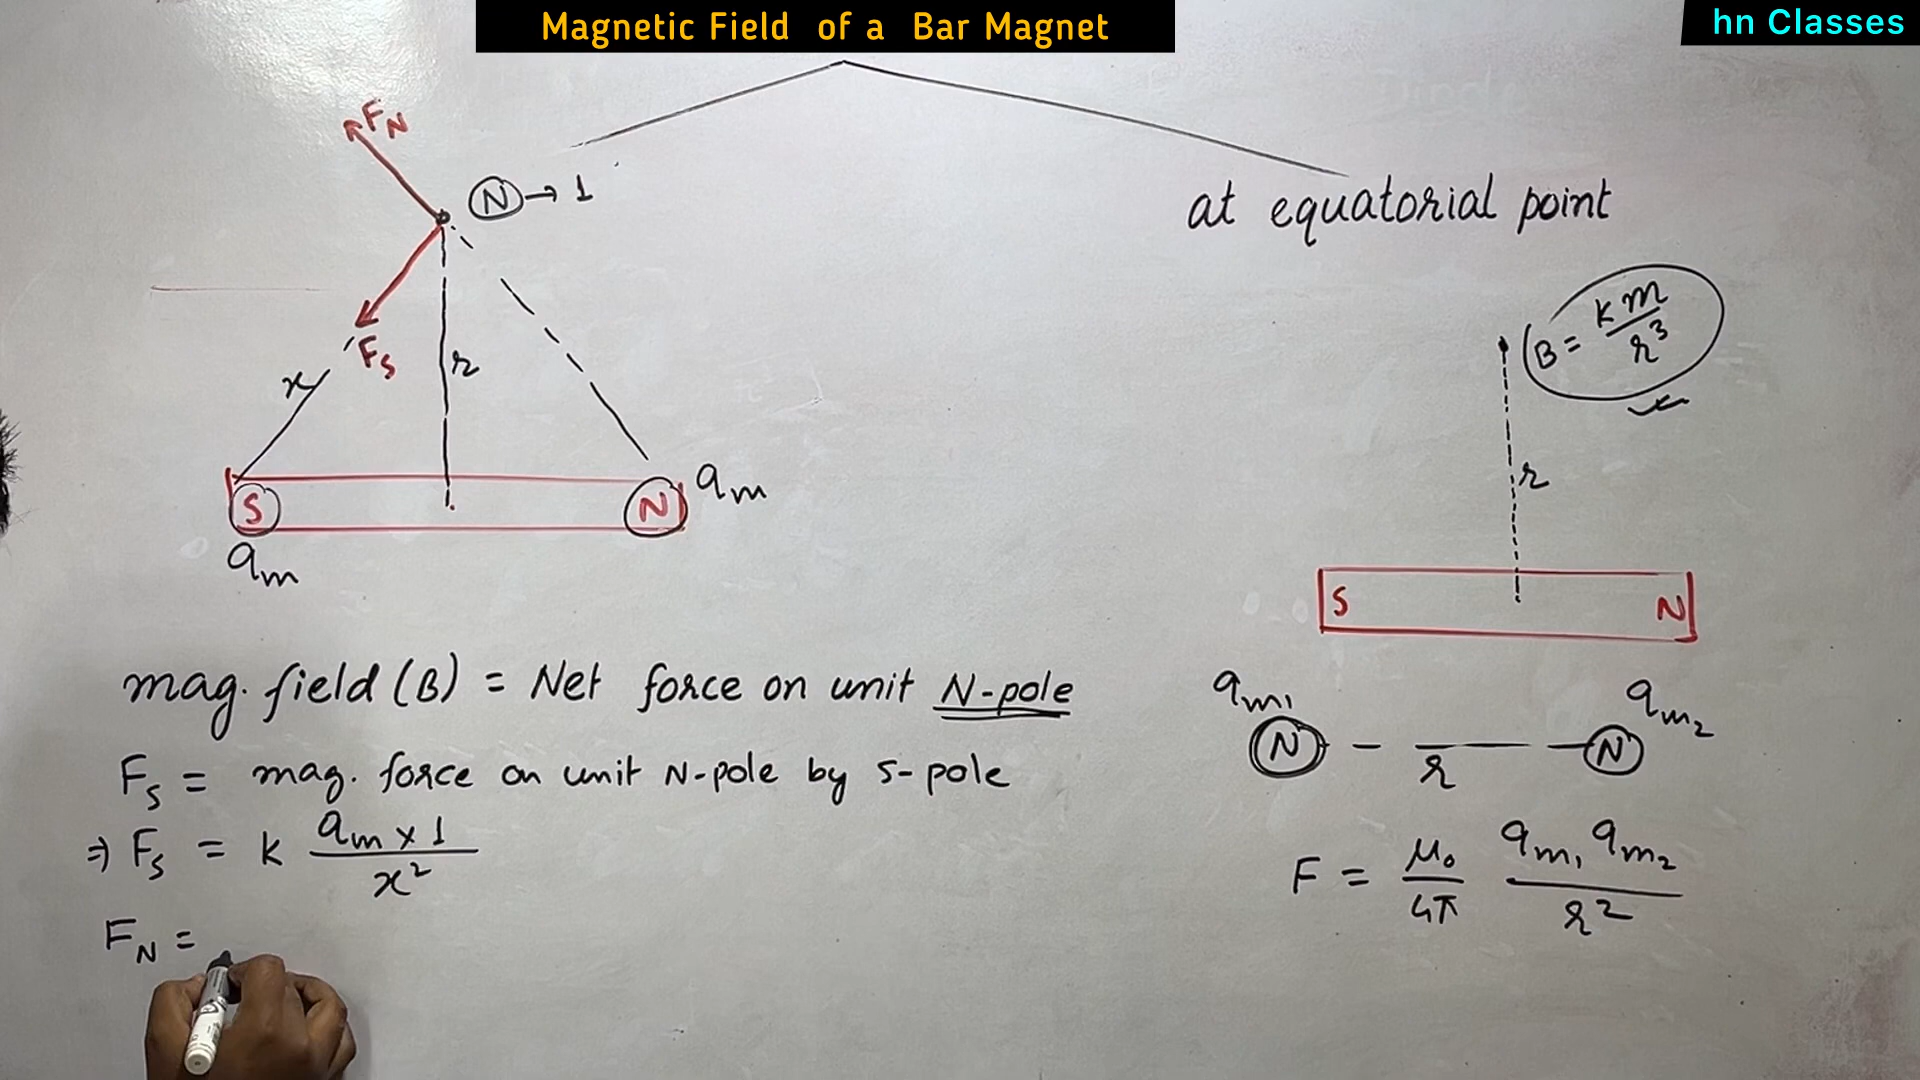 Magnetic Field of a Bar Magnet
hn Classes
F_N
N → 1
at equatorial point
B = km/r³
F_S
x
r
r
S
N
q_m
q_m
S
N
mag. field (B) = Net force on unit N-pole
q_m1
q_m2
N
N
r
F_S = mag. force on unit N-pole by S-pole
⇒ F_S = k q_m × 1 / x²
F = μ₀/4π q_m1 q_m2 / r²
F_N =